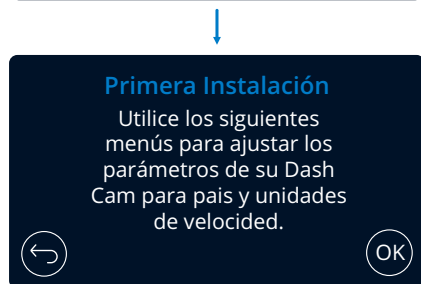 Primera Instalación
Utilice los siguientes
menús para ajustar los
parámetros de su Dash
Cam para pais y unidades
de velocided.
OK